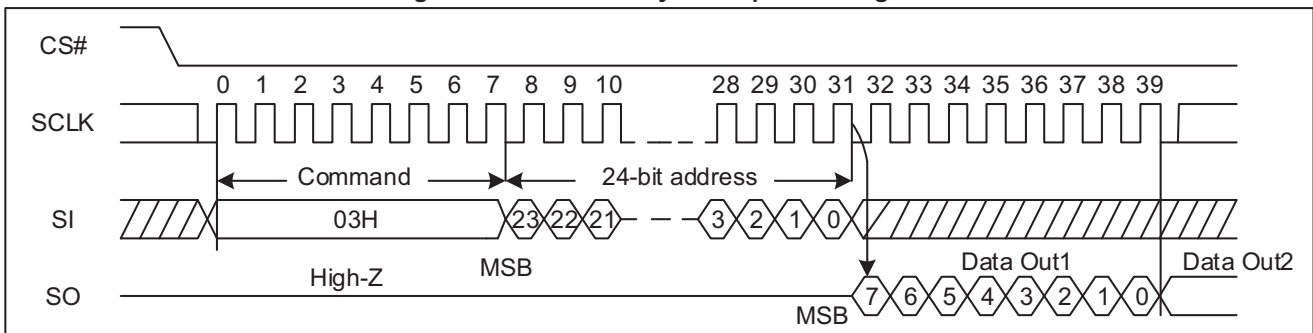 CS#
0 1 2 3 4 5 6 7 8 9 10 28 29 30 31 32 33 34 35 36 37 38 39
SCLK
Command 24-bit address
SI 03H 23 22 21 3 2 1 0
High-Z MSB Data Out1 Data Out2
SO 7 6 5 4 3 2 1 0
MSB